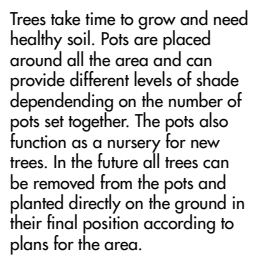 Trees take time to grow and need
healthy soil. Pots are placed
around all the area and can
provide different levels of shade
dependending on the number of
pots set together. The pots also
function as a nursery for new
trees. In the future all trees can
be removed from the pots and
planted directly on the ground in
their final position according to
plans for the area.